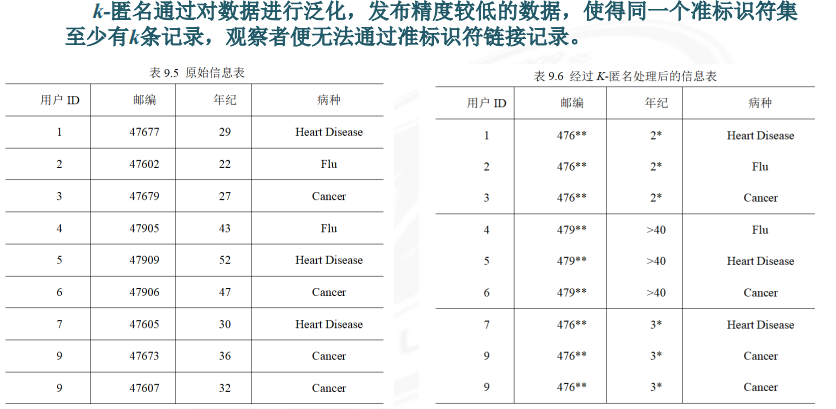 k-匿名通过对数据进行泛化，发布精度较低的数据，使得同一个准标识符集
至少有k条记录，观察者便无法通过准标识符链接记录。
表 9.5 原始信息表
用户 ID 邮编 年纪 病种
1 47677 29 Heart Disease
2 47602 22 Flu
3 47679 27 Cancer
4 47905 43 Flu
5 47909 52 Heart Disease
6 47906 47 Cancer
7 47605 30 Heart Disease
9 47673 36 Cancer
9 47607 32 Cancer
表 9.6 经过 K-匿名处理后的信息表
用户 ID 邮编 年纪 病种
1 476** 2* Heart Disease
2 476** 2* Flu
3 476** 2* Cancer
4 479** >40 Flu
5 479** >40 Heart Disease
6 479** >40 Cancer
7 476** 3* Heart Disease
9 476** 3* Cancer
9 476** 3* Cancer